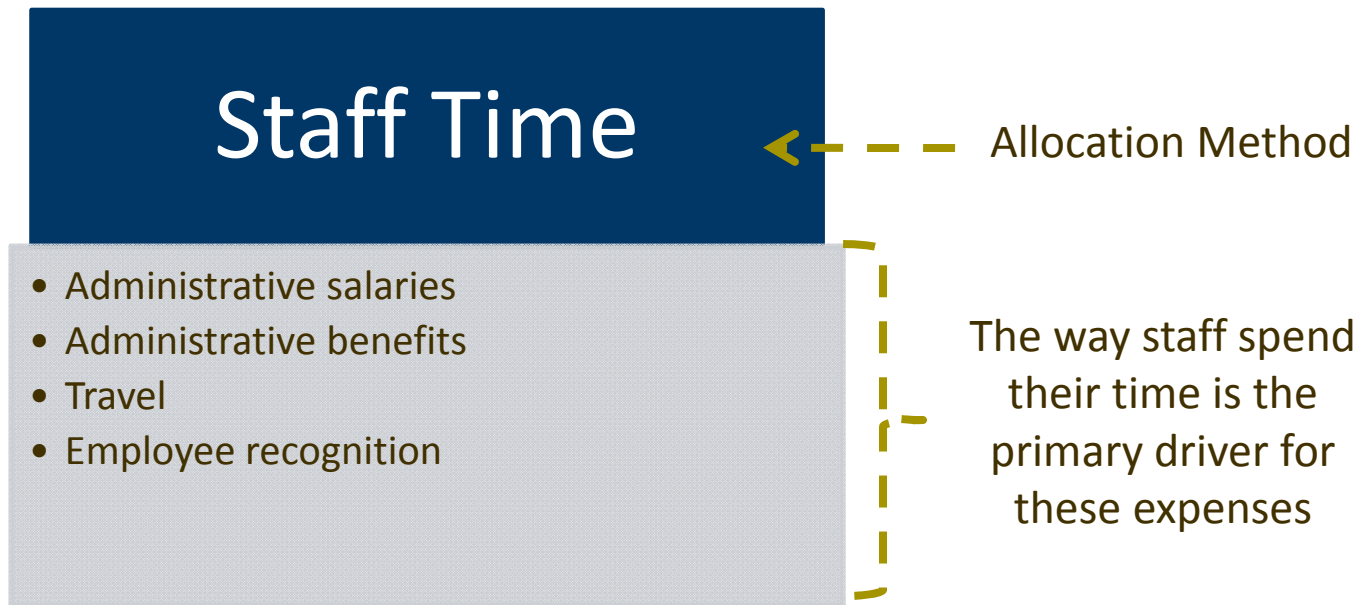 Staff Time
Allocation Method
• Administrative salaries
• Administrative benefits
• Travel
• Employee recognition
The way staff spend
their time is the
primary driver for
these expenses